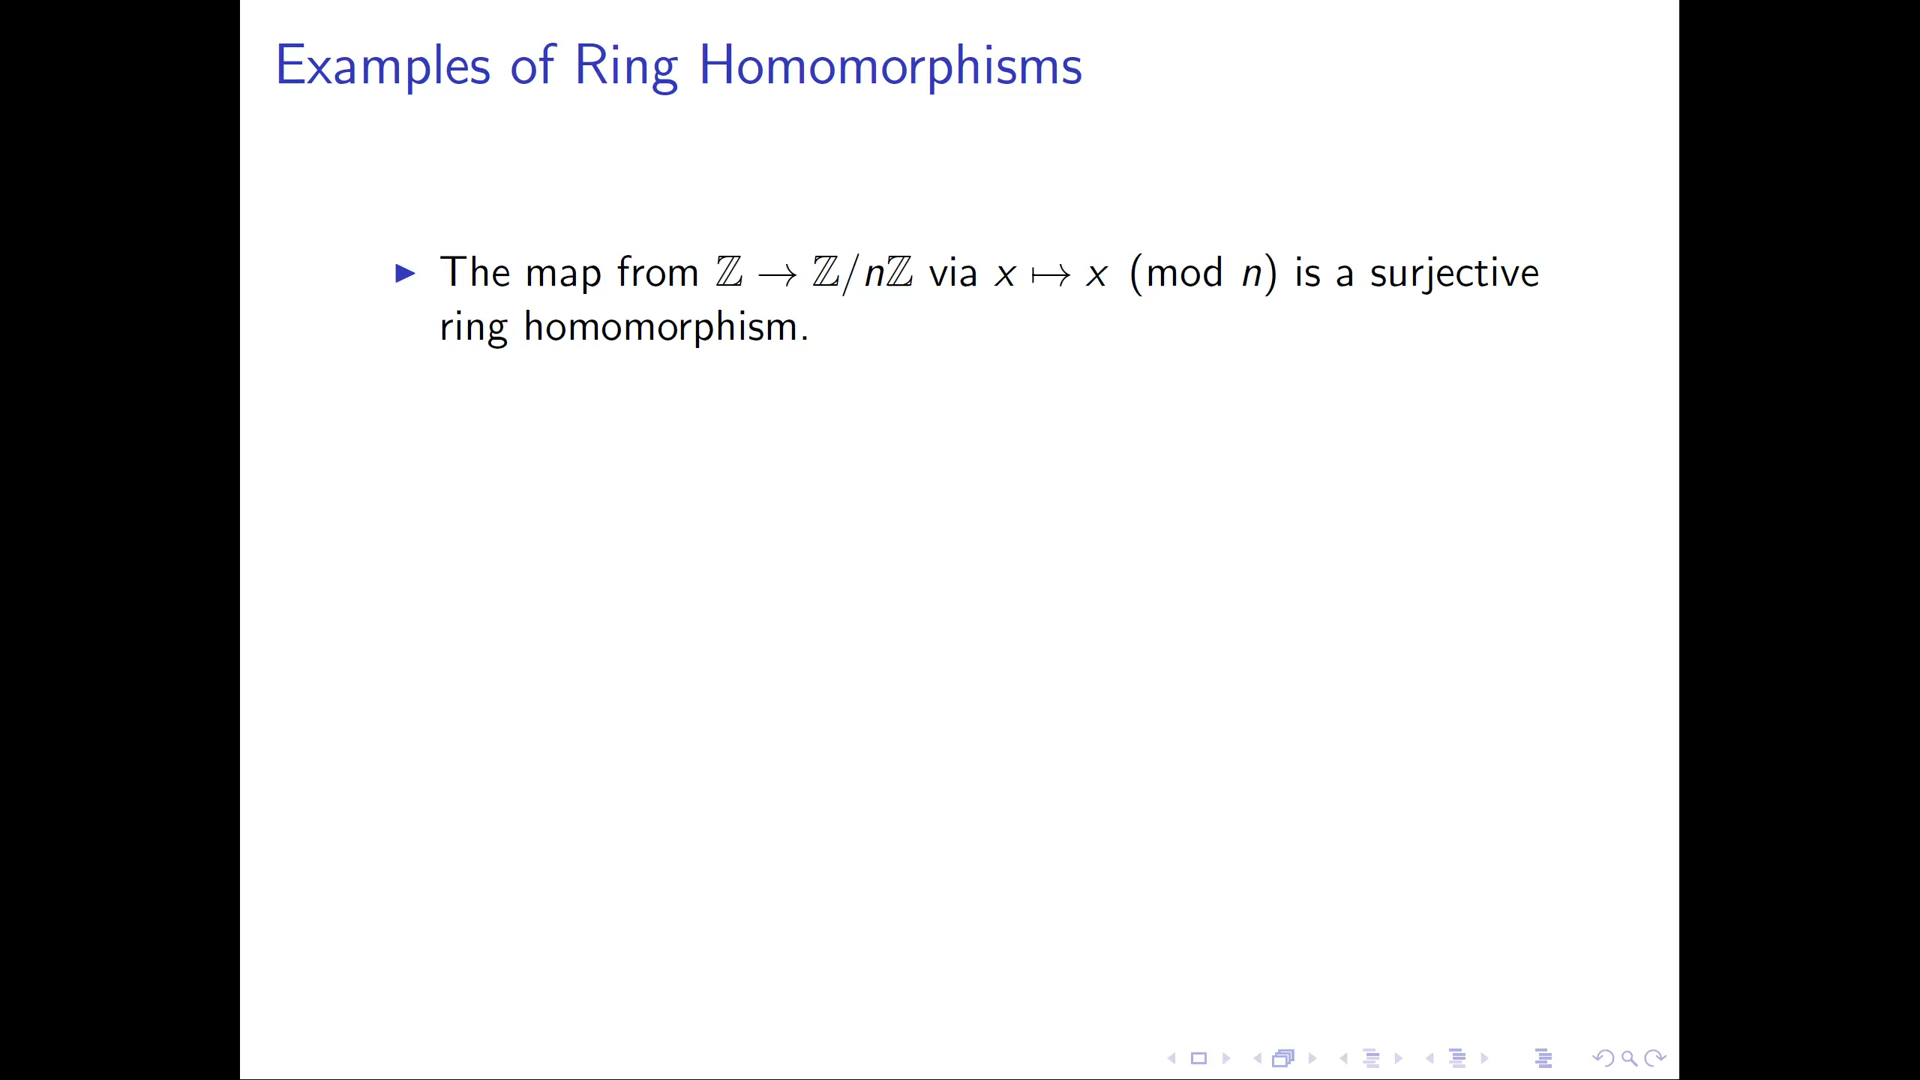 Examples of Ring Homomorphisms
▶ The map from ℤ → ℤ/nℤ via x ↦ x (mod n) is a surjective
ring homomorphism.